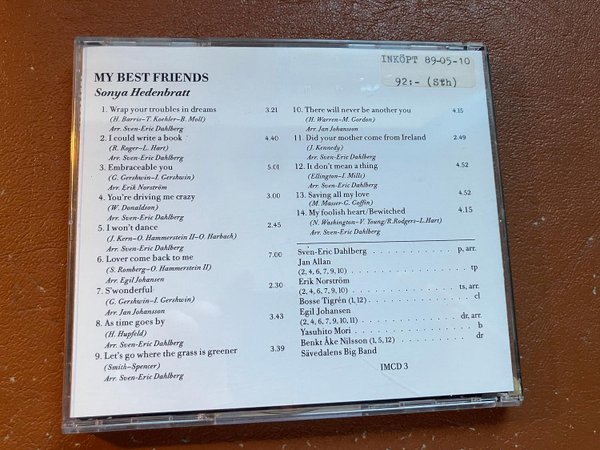 INKÖPT 89-05-10
92:- (Sth)
MY BEST FRIENDS
Sonya Hedenbratt
1. Wrap your troubles in dreams 3.21
(H. Barris–T. Koehler–B. Moll)
Arr. Sven-Eric Dahlberg
2. I could write a book 4.40
(R. Roger–L. Hart)
Arr. Sven-Eric Dahlberg
3. Embraceable you 5.01
(G. Gershwin–I. Gershwin)
Arr. Erik Norström
4. You're driving me crazy 3.00
(W. Donaldson)
Arr. Sven-Eric Dahlberg
5. I won't dance 2.45
(J. Kern–O. Hammerstein II–O. Harbach)
Arr. Sven-Eric Dahlberg
6. Lover come back to me 7.00
(S. Romberg–O. Hammerstein II)
Arr. Egil Johansen
7. S'wonderful 2.30
(G. Gershwin–I. Gershwin)
Arr. Jan Johansson
8. As time goes by 3.43
(H. Hupfeld)
Arr. Sven-Eric Dahlberg
9. Let's go where the grass is greener 3.39
(Smith–Spencer)
Arr. Sven-Eric Dahlberg
10. There will never be another you 4.15
(H. Warren–M. Gordon)
Arr. Jan Johansson
11. Did your mother come from Ireland 2.49
(J. Kennedy)
Arr. Sven-Eric Dahlberg
12. It don't mean a thing 4.52
(Ellington–I. Mills)
Arr. Sven-Eric Dahlberg
13. Saving all my love 4.52
(M. Masser-G. Goffin)
14. My foolish heart/Bewitched 4.15
(N. Washington–V. Young/R.Rodgers–L.Hart)
Arr. Sven-Eric Dahlberg
Sven-Eric Dahlberg p, arr.
Jan Allan
(2, 4, 6, 7, 9, 10) tp
Erik Norström
(2, 4, 6, 7, 9, 10) ts, arr.
Bosse Tigrén (1, 12) cl
Egil Johansen
(2, 4, 6, 7, 9, 10, 11) dr, arr.
Yasuhito Mori b
Benkt Åke Nilsson (1, 5, 12) dr
Sävedalens Big Band
IMCD 3